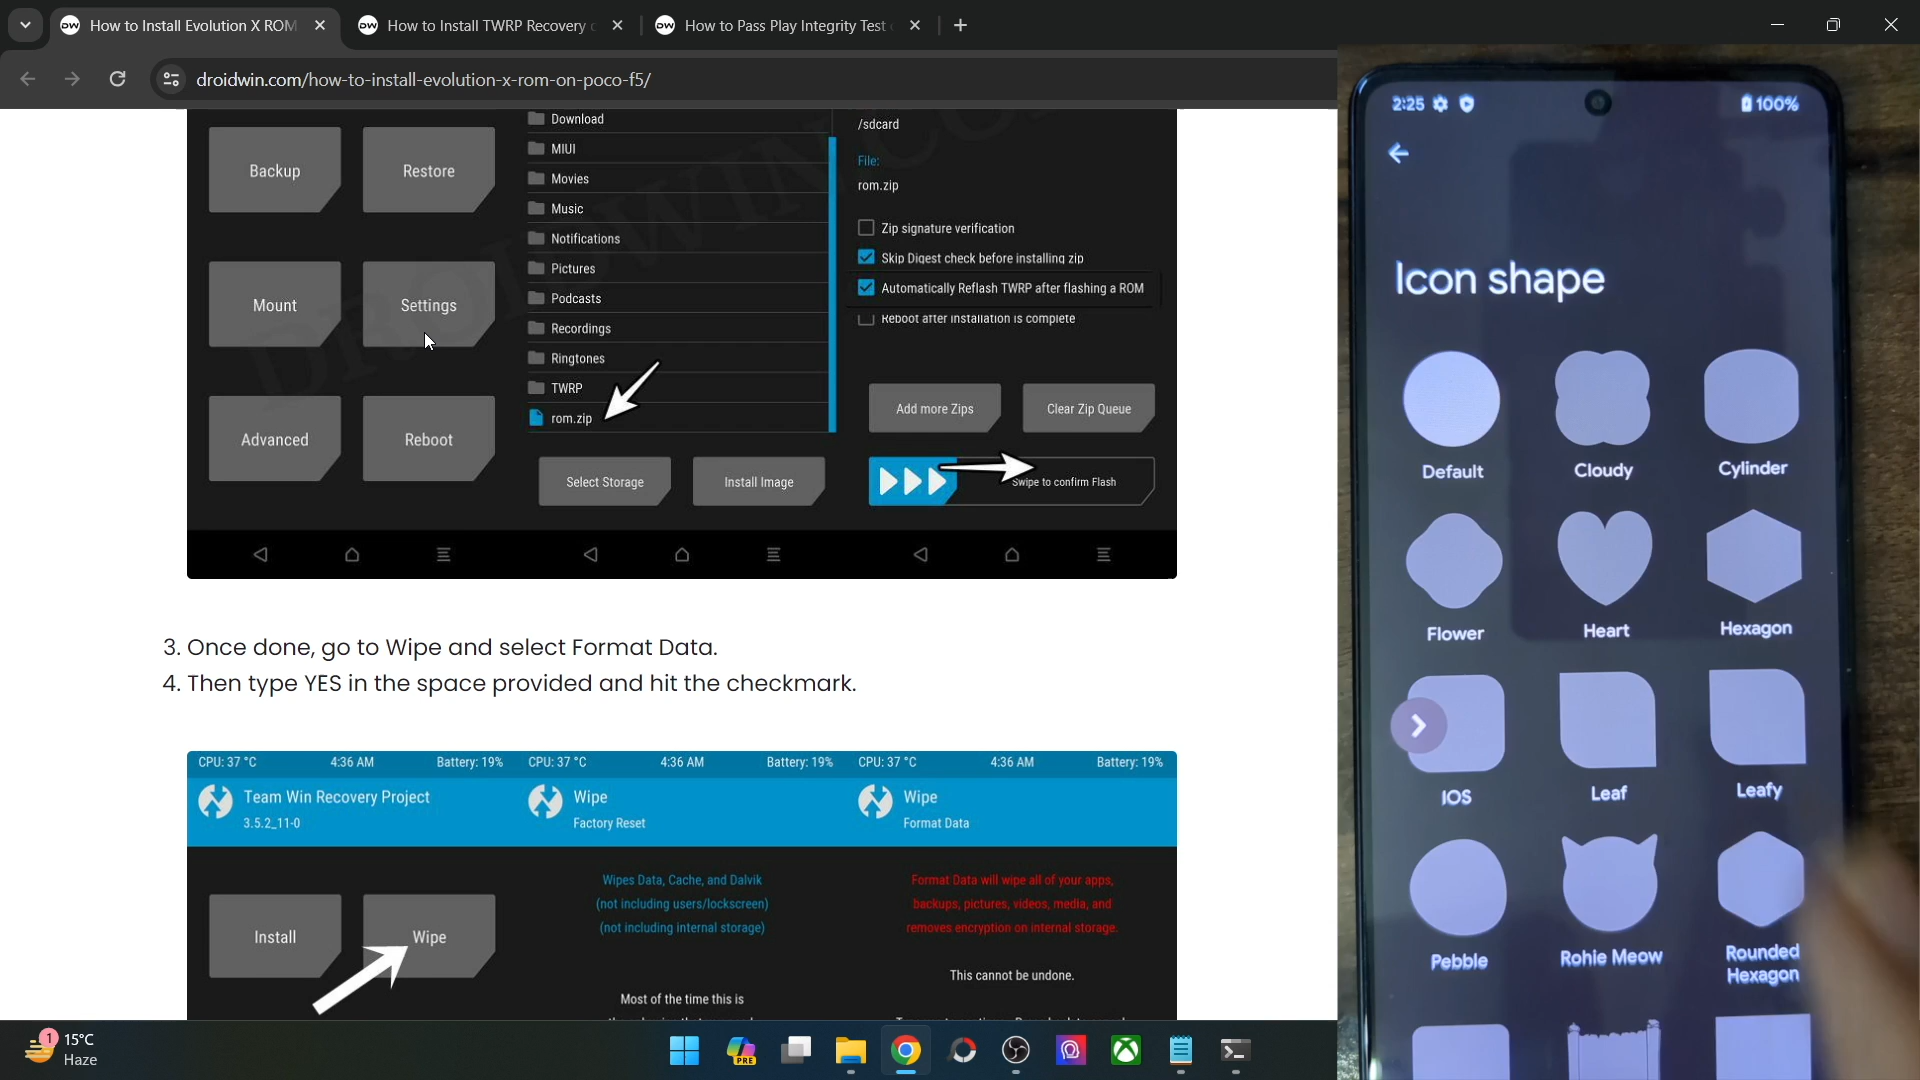 How to Install Evolution X ROM
How to Install TWRP Recovery
How to Pass Play Integrity Test
droidwin.com/how-to-install-evolution-x-rom-on-poco-f5/
Backup
Restore
Mount
Settings
Advanced
Reboot
Download
MIUI
Movies
Music
Notifications
Pictures
Podcasts
Recordings
Ringtones
TWRP
rom.zip
Select Storage
Install Image
/sdcard
File:
rom.zip
Zip signature verification
Skip Digest check before installing zip
Automatically Reflash TWRP after flashing a ROM
Reboot after installation is complete
Add more Zips
Clear Zip Queue
Swipe to confirm Flash
3. Once done, go to Wipe and select Format Data.
4. Then type YES in the space provided and hit the checkmark.
CPU: 37 °C 4:36 AM Battery: 19%
Team Win Recovery Project
3.5.2_11-0
Install
Wipe
CPU: 37 °C 4:36 AM Battery: 19%
Wipe
Factory Reset
Wipes Data, Cache, and Dalvik
(not including users/lockscreen)
(not including internal storage)
Most of the time this is
CPU: 37 °C 4:36 AM Battery: 19%
Wipe
Format Data
Format Data will wipe all of your apps,
backups, pictures, videos, media, and
removes encryption on internal storage.
This cannot be undone.
1
15°C
Haze
PRE
2:25
100%
Icon shape
Default
Cloudy
Cylinder
Flower
Heart
Hexagon
IOS
Leaf
Leafy
Pebble
Rohie Meow
Rounded
Hexagon